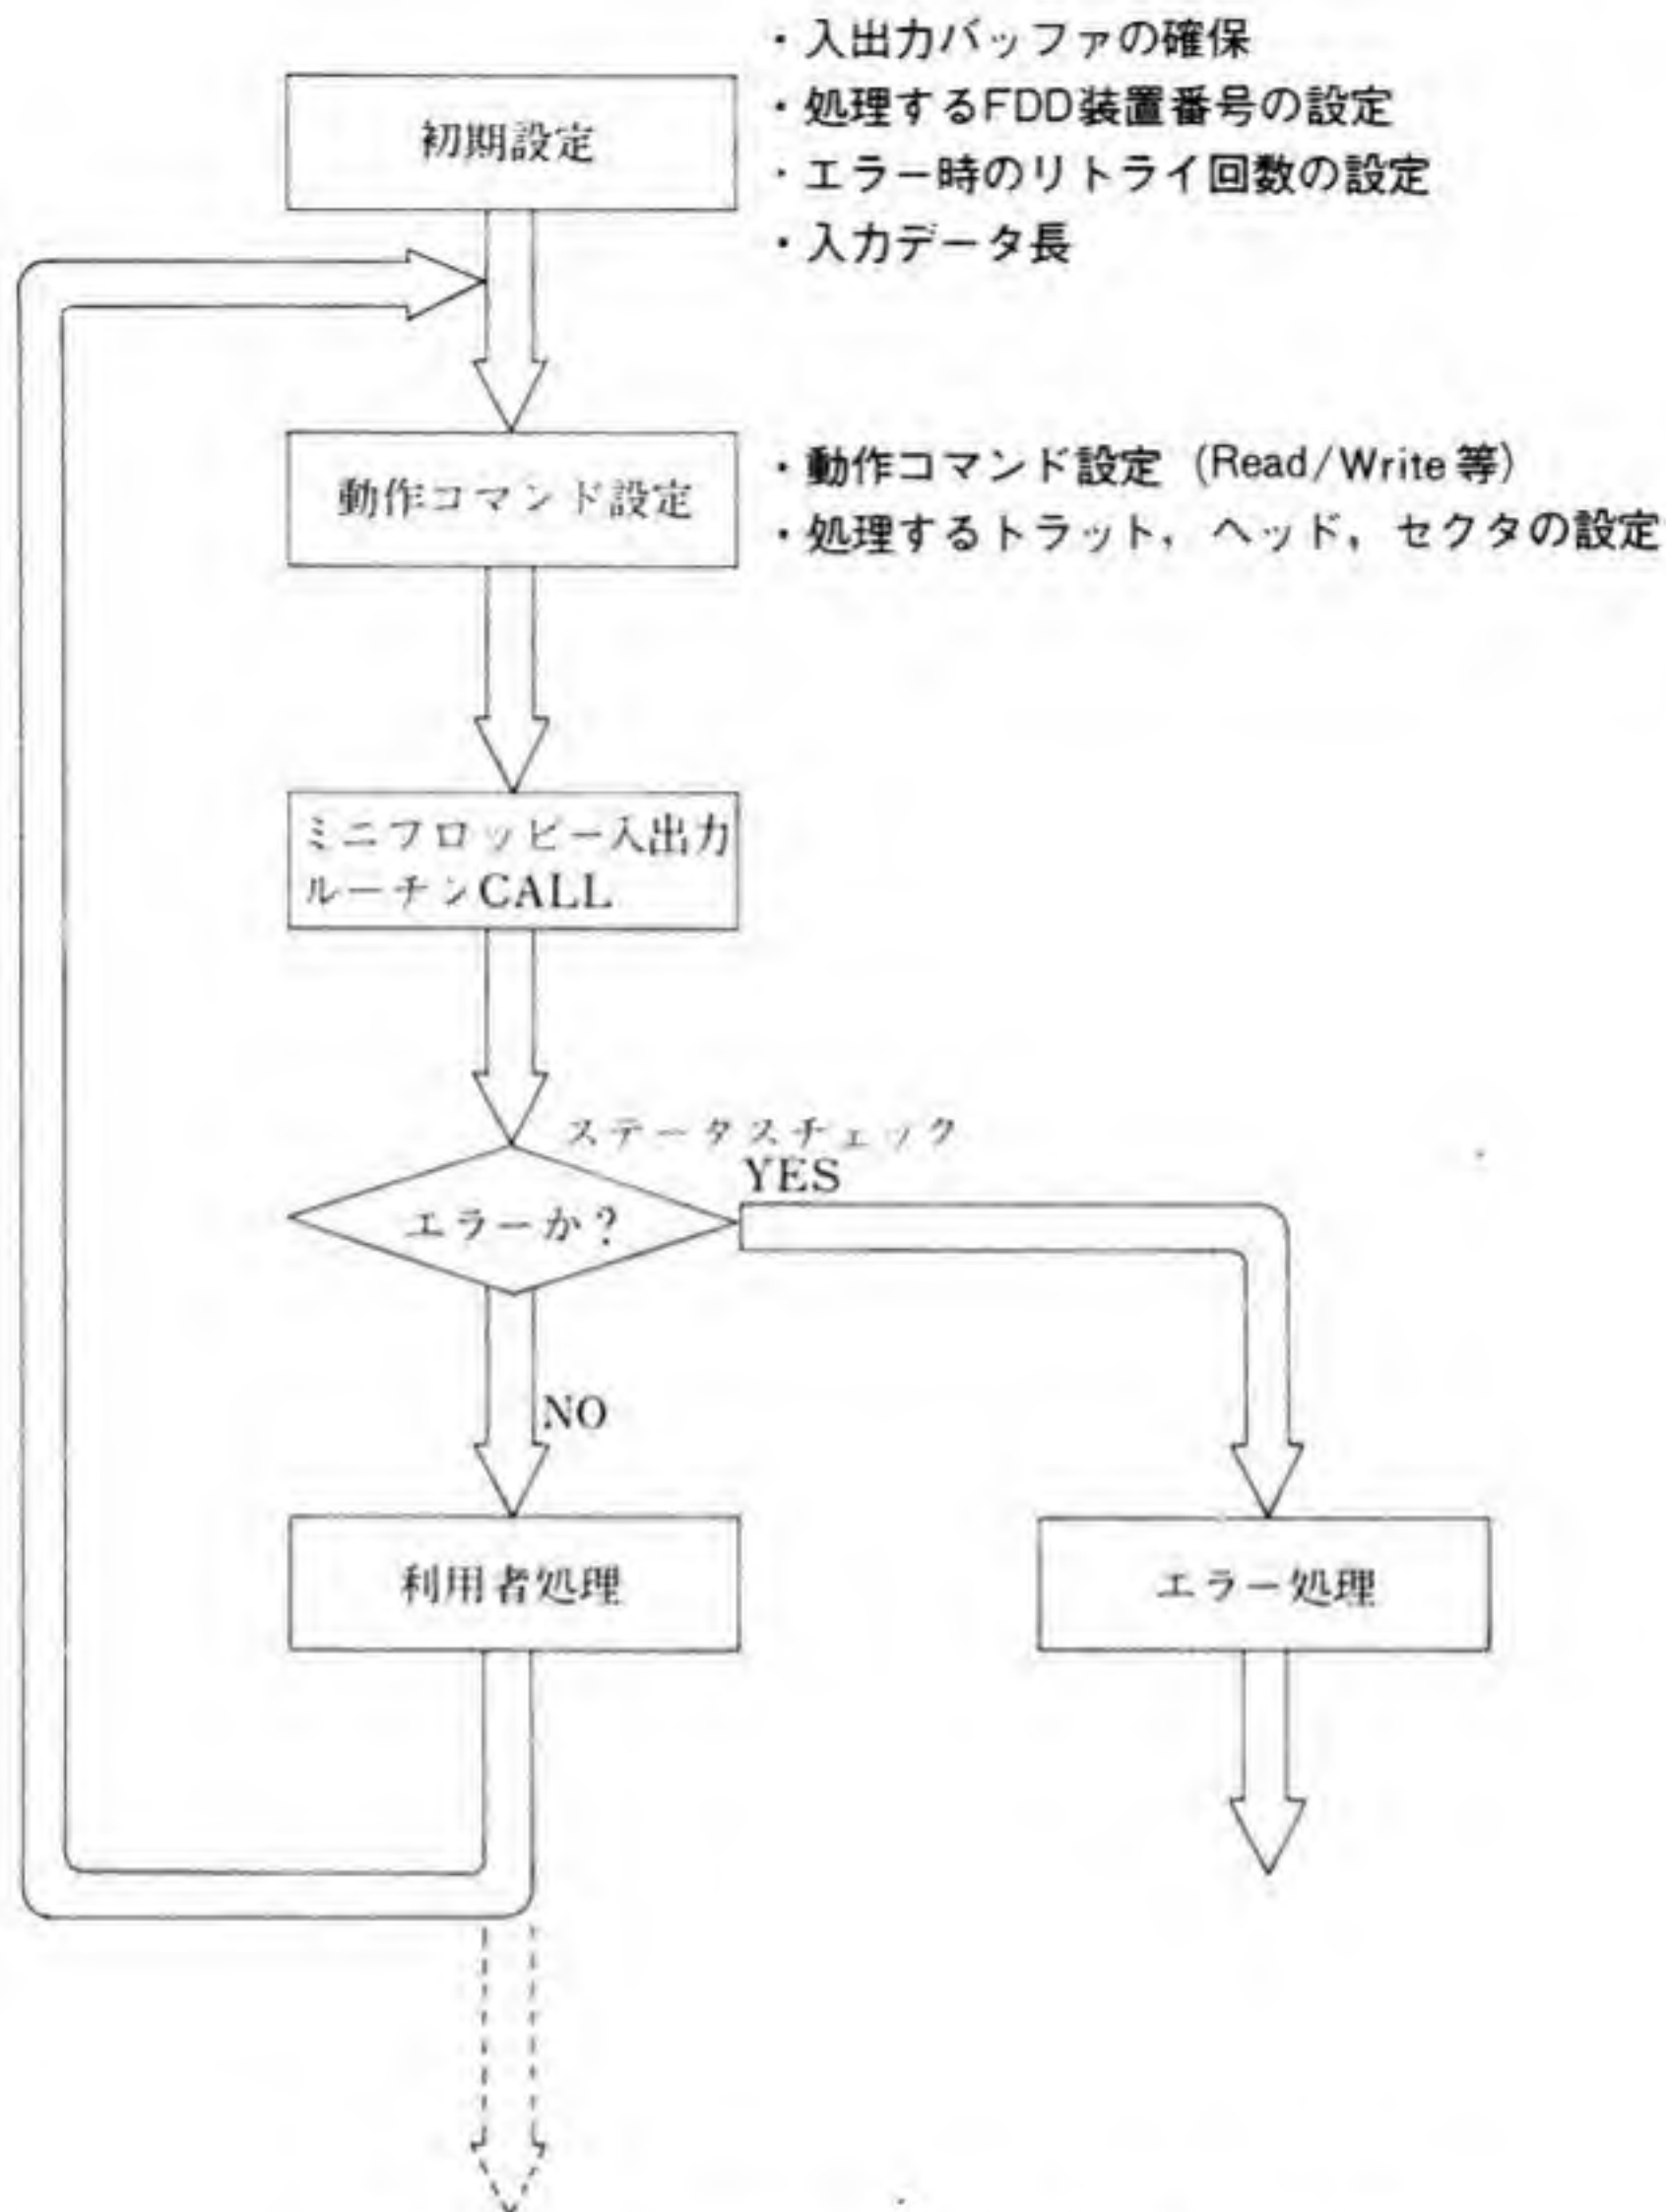 ・入出力バッファの確保
初期設定
・処理するFDD装置番号の設定
・エラー時のリトライ回数の設定
・入力データ長
動作コマンド設定
・動作コマンド設定（Read/Write等）
・処理するトラット，ヘッド，セクタの設定
ミニフロッピー入出力
ルーチンCALL
ステータスチェック
エラーか？
YES
NO
利用者処理
エラー処理